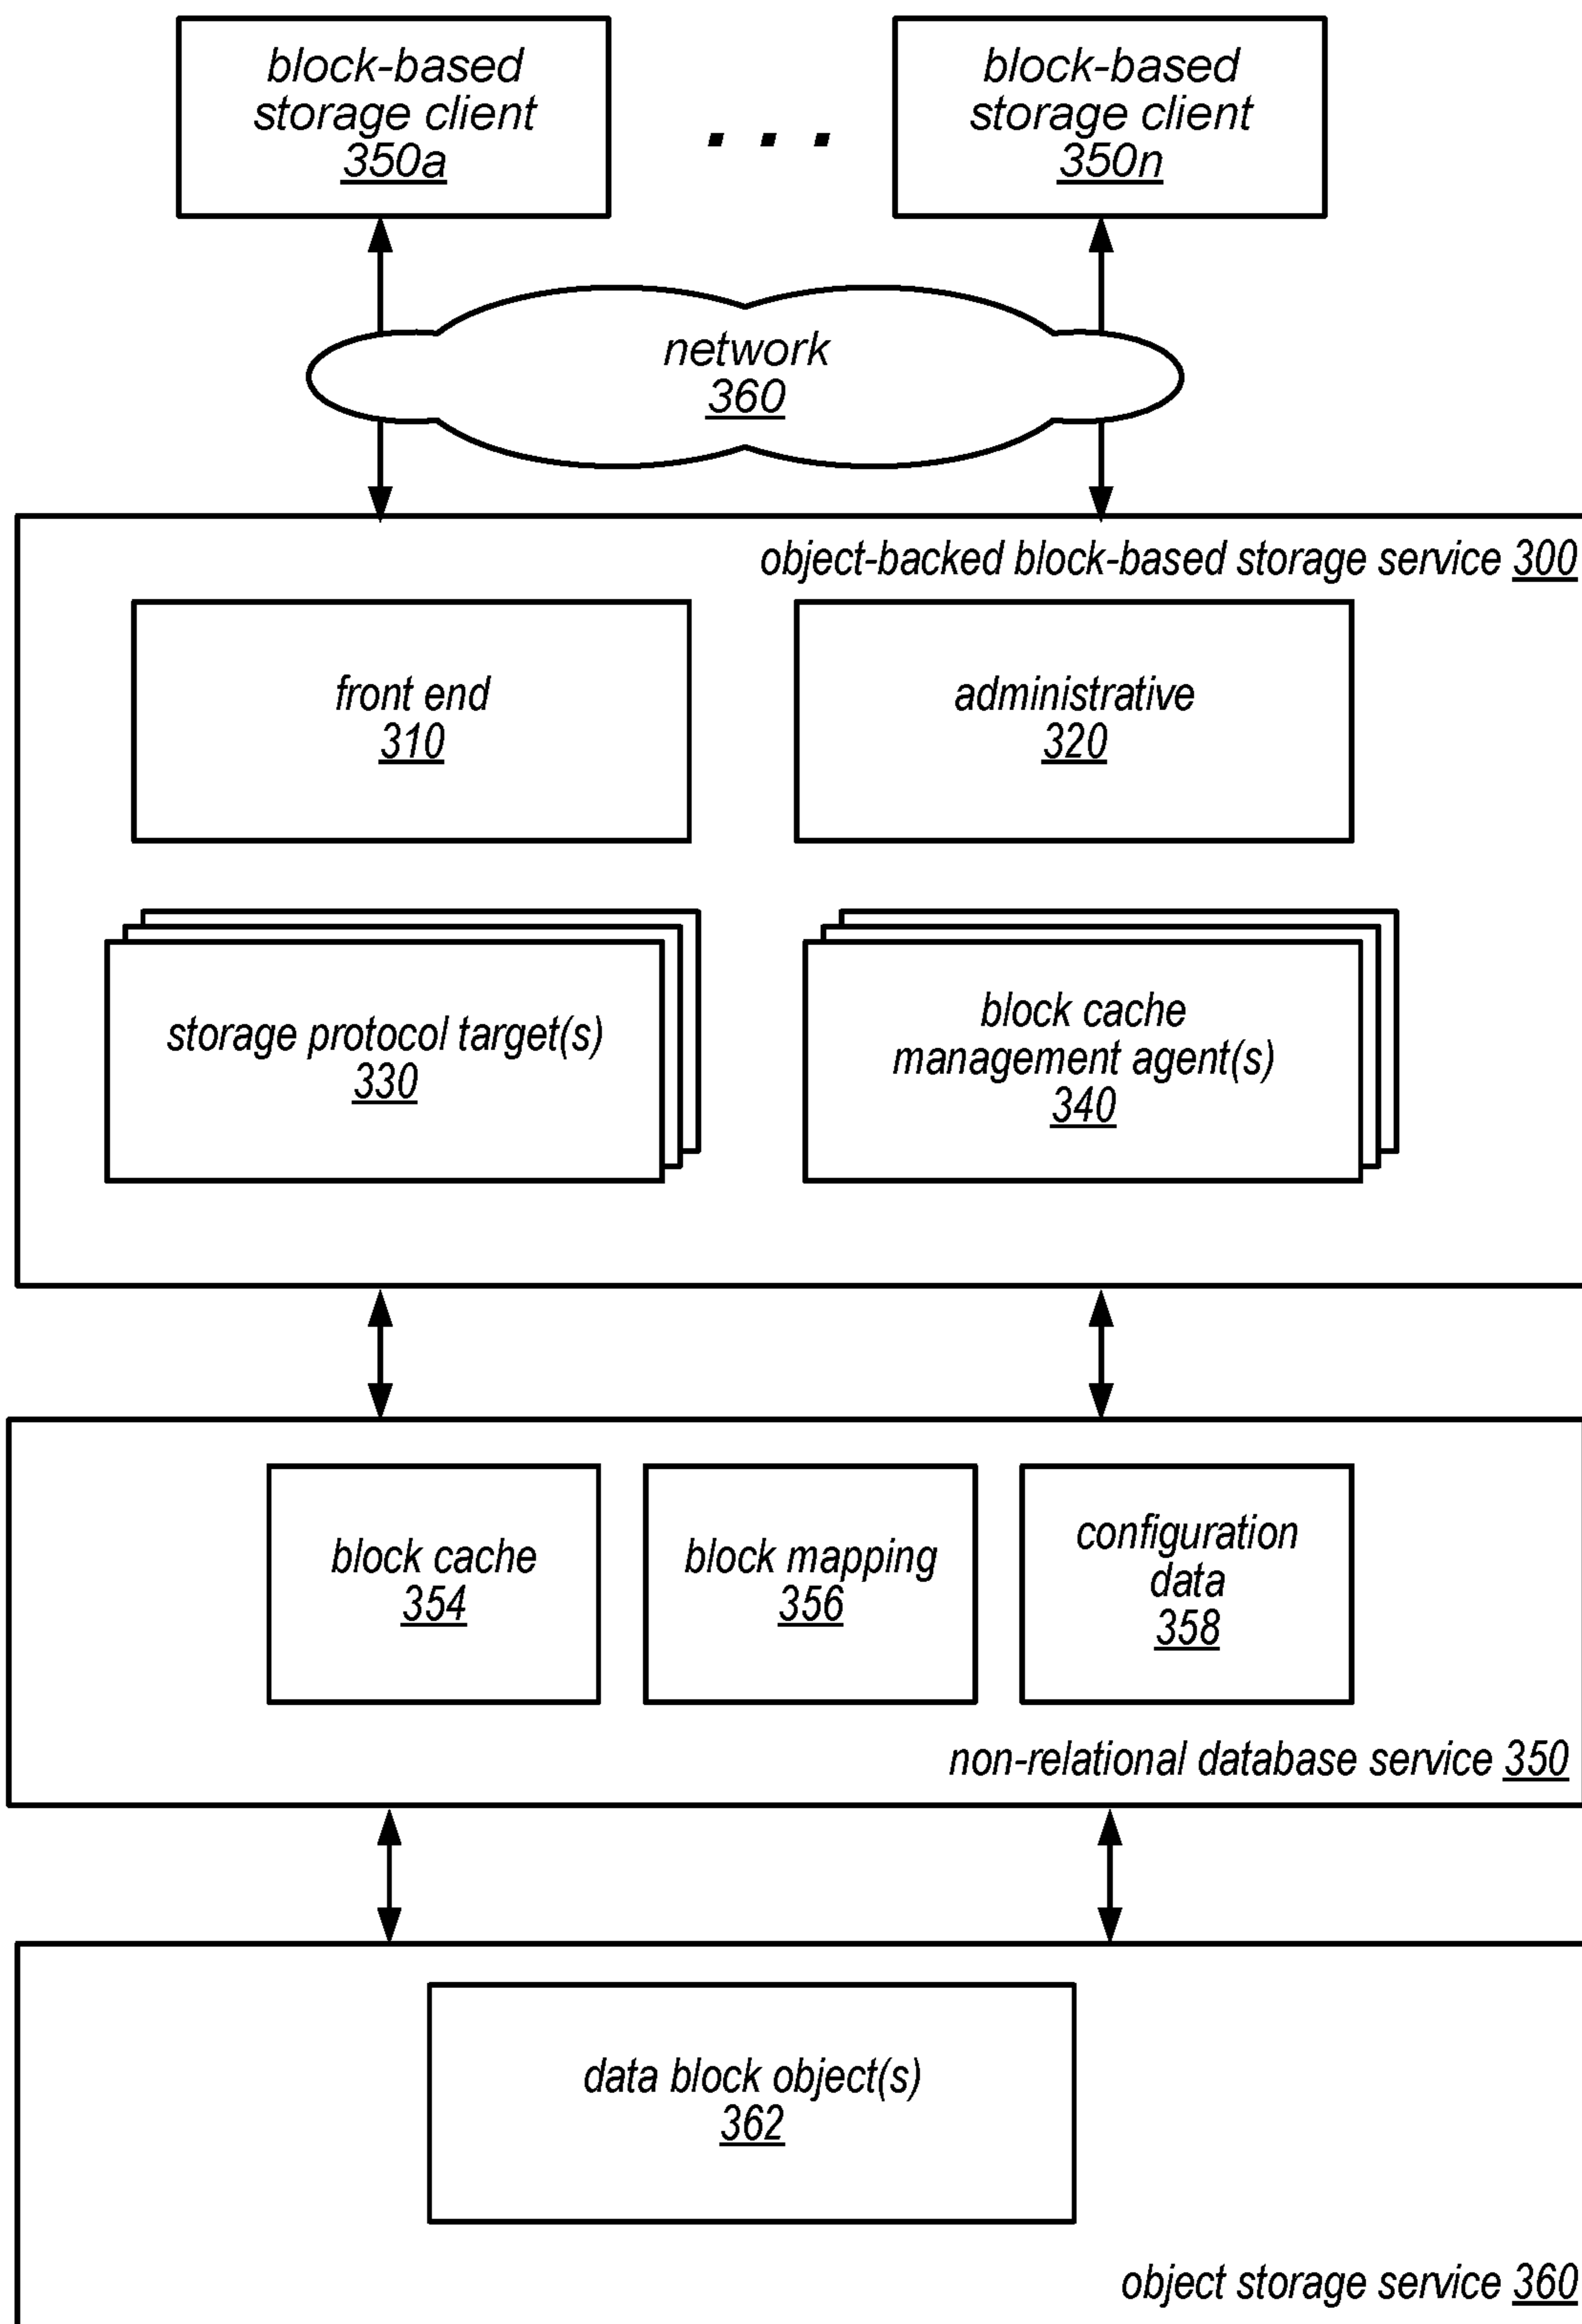 block-based
storage client
350a
. . .
block-based
storage client
350n
network
360
object-backed block-based storage service 300
front end
310
administrative
320
storage protocol target(s)
330
block cache
management agent(s)
340
block cache
354
block mapping
356
configuration
data
358
non-relational database service 350
data block object(s)
362
object storage service 360